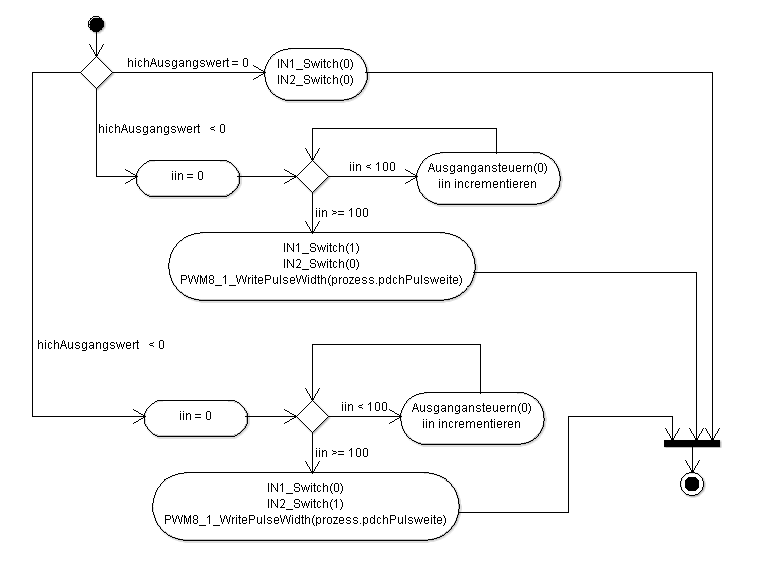 hichAusgangswert = 0
IN1_Switch(0)
IN2_Switch(0)
hichAusgangswert < 0
iin = 0
iin < 100
Ausgangansteuern(0)
iin incrementieren
iin >= 100
IN1_Switch(1)
IN2_Switch(0)
PWM8_1_WritePulseWidth(prozess.pdchPulsweite)
hichAusgangswert < 0
iin = 0
iin < 100
Ausgangansteuern(0)
iin incrementieren
iin >= 100
IN1_Switch(0)
IN2_Switch(1)
PWM8_1_WritePulseWidth(prozess.pdchPulsweite)